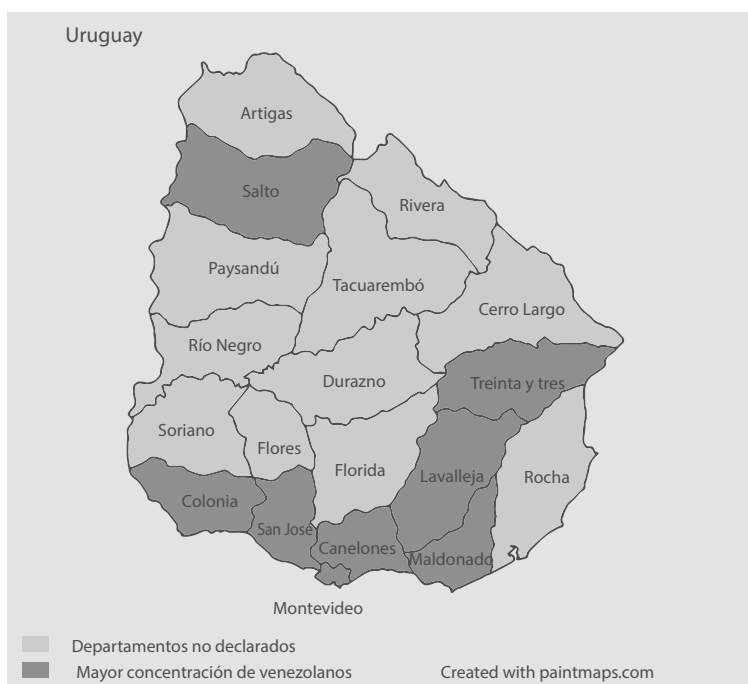 Uruguay
Artigas
Salto
Rivera
Paysandú
Tacuarembó
Cerro Largo
Río Negro
Durazno
Treinta y tres
Soriano
Flores
Florida
Lavalleja
Rocha
Colonia
San José
Canelones
Maldonado
Montevideo
Departamentos no declarados
Mayor concentración de venezolanos
Created with paintmaps.com